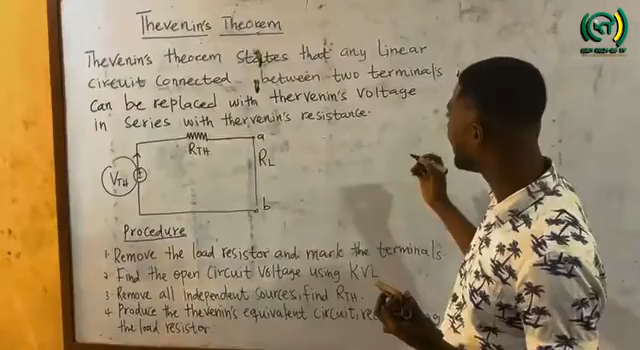 Thevenin's Theorem
Thevenin's theorem states that any Linear
circuit connected between two terminals
can be replaced with thervenin's voltage
in series with thervenin's resistance.
RTH
a
RL
VTH
b
Procedure
1. Remove the load resistor and mark the terminals.
2. Find the open circuit voltage using KVL
3. Remove all independent sources, find RTH.
4. Produce the thevenin's equivalent circuit,
the load resistor.